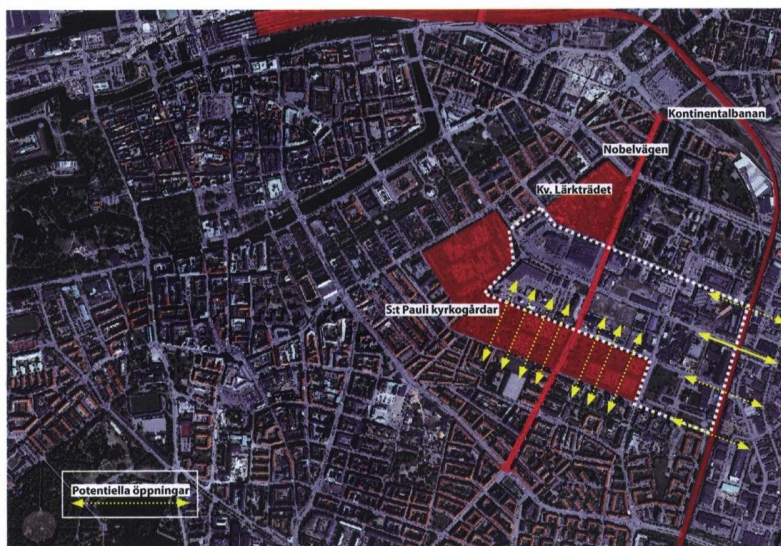 Kontinentalbanan
Nobelvägen
Kv. Lärkträdet
S:t Pauli kyrkogårdar
Potentiella öppningar